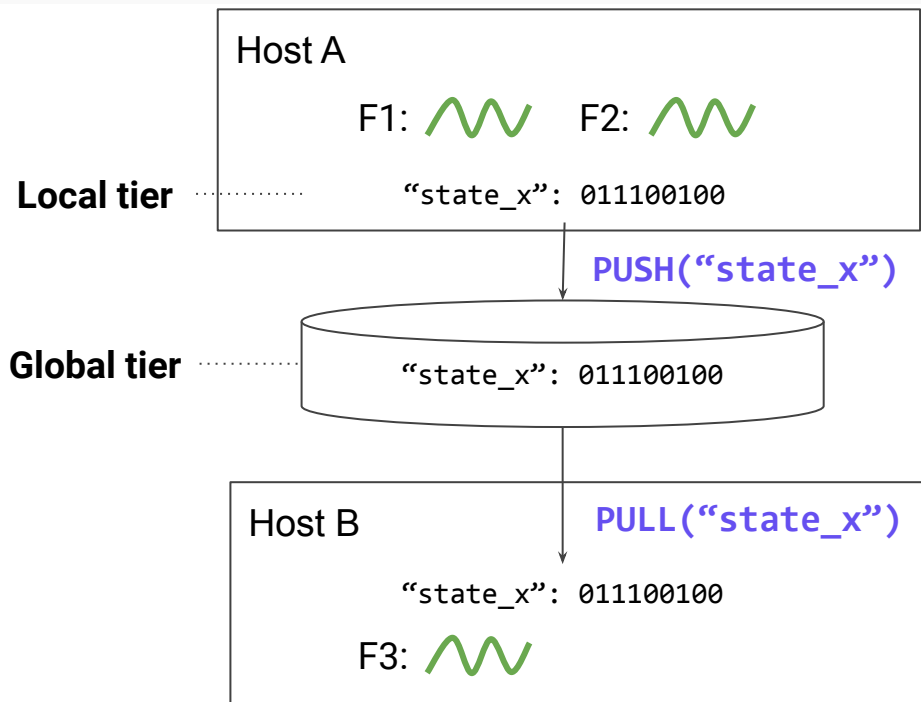 Host A
F1: F2:
Local tier
“state_x”: 011100100
PUSH(“state_x”)
Global tier
“state_x”: 011100100
Host B
PULL(“state_x”)
“state_x”: 011100100
F3: